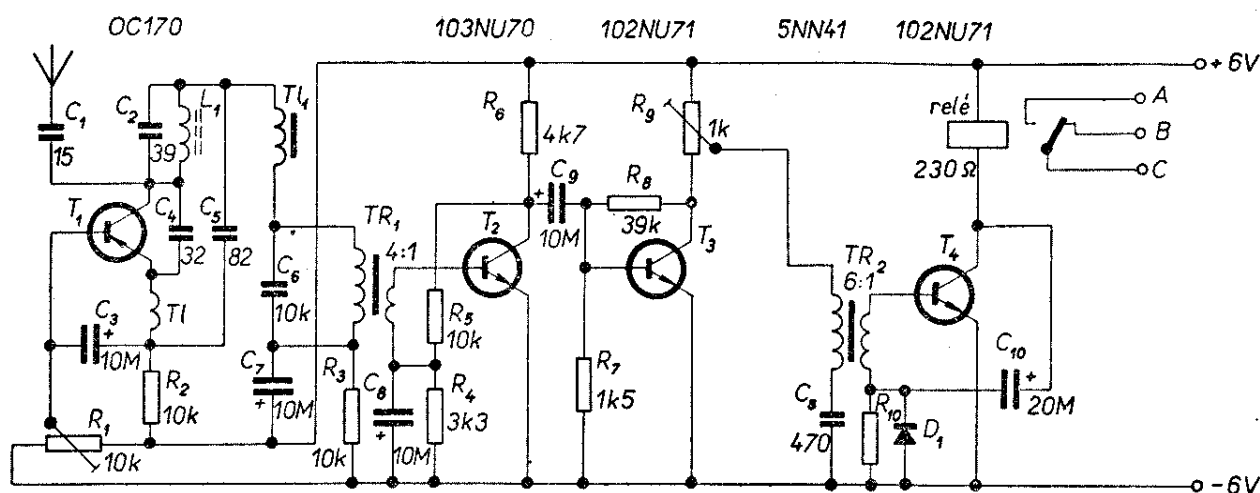 OC170 103NU70 102NU71 5NN41 102NU71
+ 6V
C1
15
C2
39
L1
Tl1
R6
4k7
R9
1k
relé
230 Ω
A
B
C
T1
C4
32
C5
82
C6
10k
TR1
4:1
T2
+
C9
10M
R8
39k
T3
TR2
6:1
T4
C3
+
10M
Tl
R2
10k
C7
+
10M
R3
10k
C8
+
10M
R5
10k
R4
3k3
R7
1k5
C8
470
R10
D1
C10
+
20M
R1
10k
- 6V